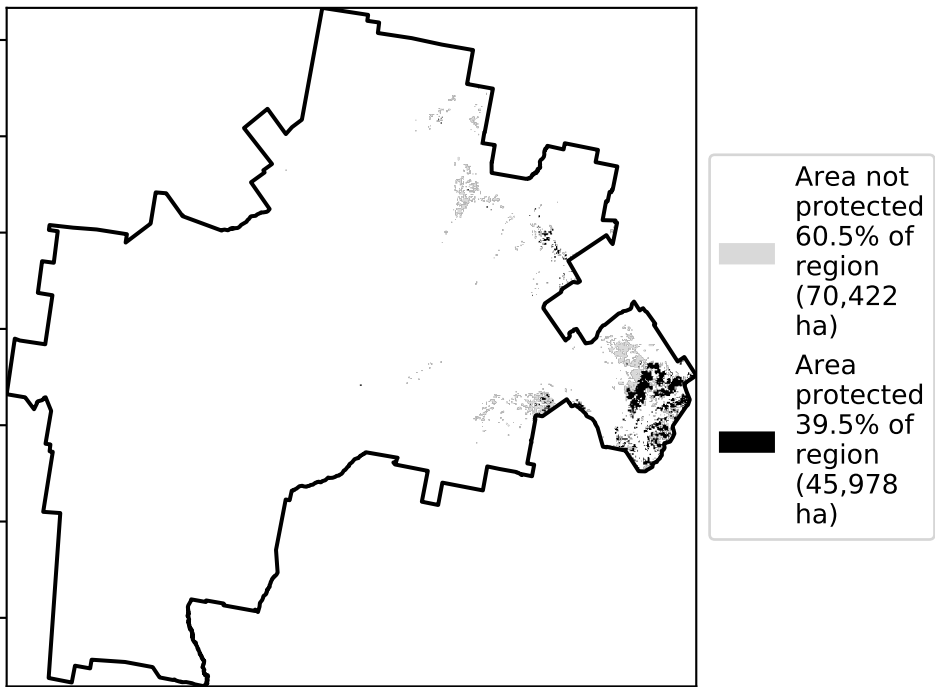 Area not
protected
60.5% of
region
(70,422
ha)
Area
protected
39.5% of
region
(45,978
ha)